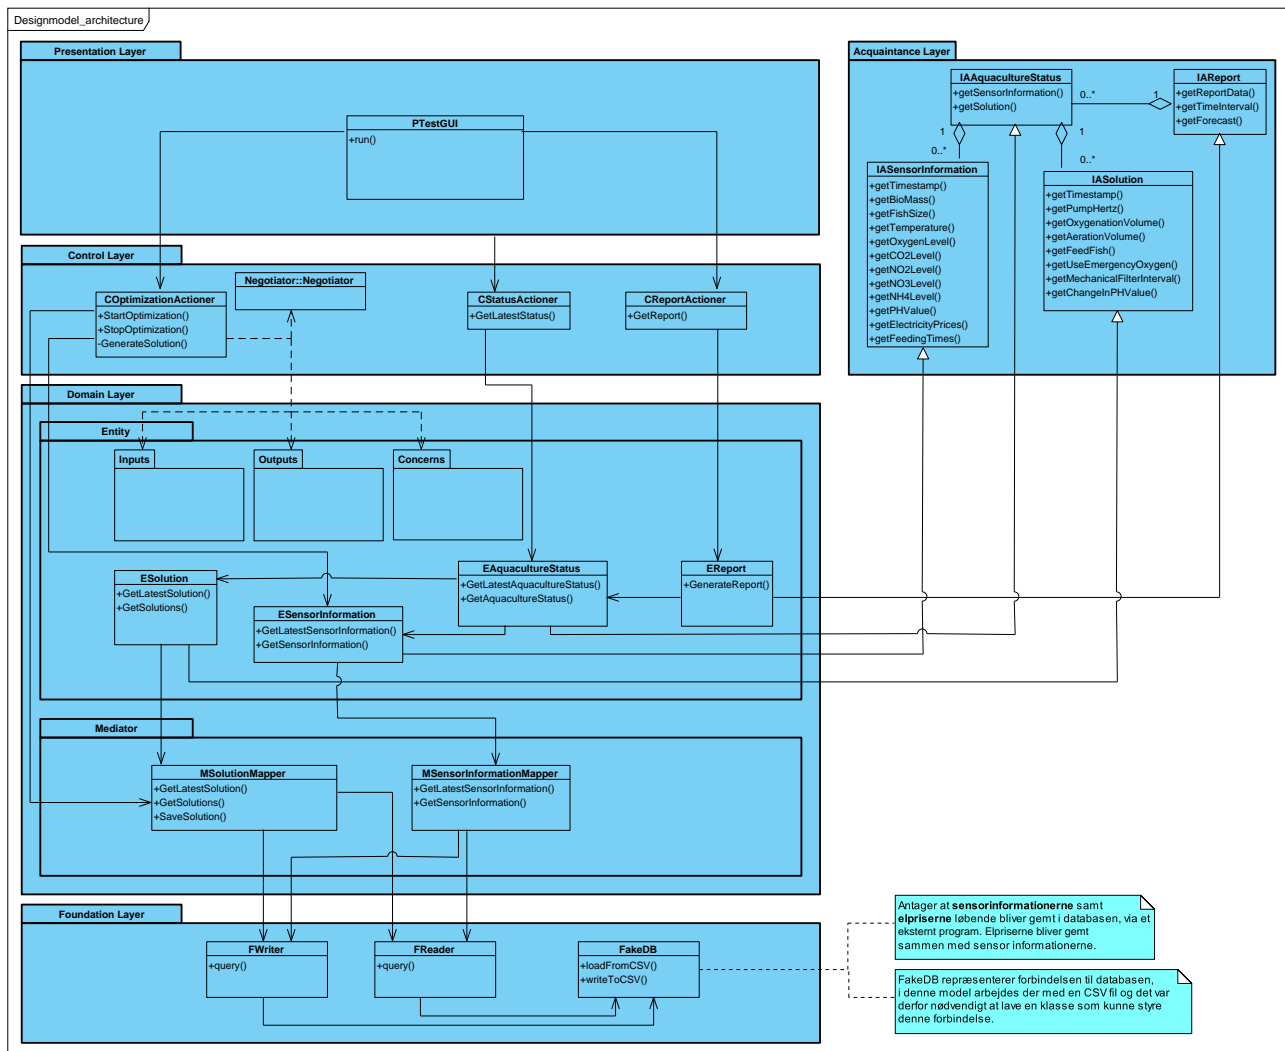 Designmodel_architecture
Presentation Layer
PTestGUI
+run()
Acquaintance Layer
IAAquacultureStatus
+getSensorInformation()
+getSolution()
0..*
1
IAReport
+getReportData()
+getTimeInterval()
+getForecast()
1
0..*
1
0..*
IASensorInformation
+getTimestamp()
+getBioMass()
+getFishSize()
+getTemperature()
+getOxygenLevel()
+getCO2Level()
+getNO2Level()
+getNO3Level()
+getNH4Level()
+getPHValue()
+getElectricityPrices()
+getFeedingTimes()
IASolution
+getTimestamp()
+getPumpHertz()
+getOxygenationVolume()
+getAerationVolume()
+getFeedFish()
+getUseEmergencyOxygen()
+getMechanicalFilterInterval()
+getChangeInPHValue()
Control Layer
COptimizationActioner
+StartOptimization()
+StopOptimization()
-GenerateSolution()
Negotiator::Negotiator
CStatusActioner
+GetLatestStatus()
CReportActioner
+GetReport()
Domain Layer
Entity
Inputs
Outputs
Concerns
ESolution
+GetLatestSolution()
+GetSolutions()
ESensorInformation
+GetLatestSensorInformation()
+GetSensorInformation()
EAquacultureStatus
+GetLatestAquacultureStatus()
+GetAquacultureStatus()
EReport
+GenerateReport()
Mediator
MSolutionMapper
+GetLatestSolution()
+GetSolutions()
+SaveSolution()
MSensorInformationMapper
+GetLatestSensorInformation()
+GetSensorInformation()
Foundation Layer
FWriter
+query()
FReader
+query()
FakeDB
+loadFromCSV()
+writeToCSV()
Antager at sensorinformationerne samt
elpriserne løbende bliver gemt i databasen, via et
eksternt program. Elpriserne bliver gemt
sammen med sensor informationerne.
FakeDB repræsenterer forbindelsen til databasen,
i denne model arbejdes der med en CSV fil og det var
derfor nødvendigt at lave en klasse som kunne styre
denne forbindelse.